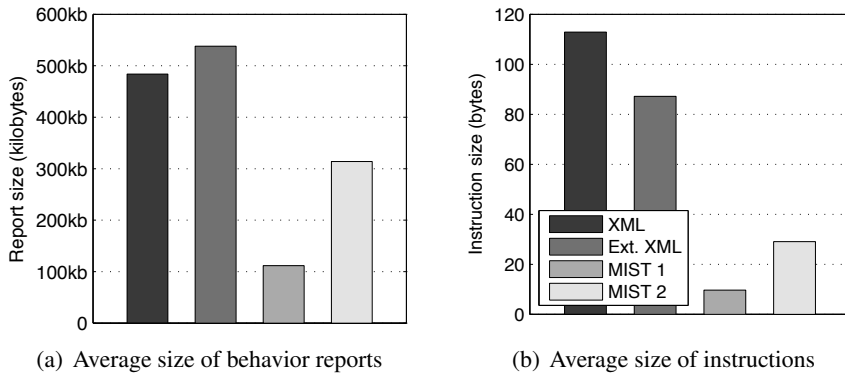 600kb
500kb
400kb
300kb
200kb
100kb
0
Report size (kilobytes)
(a) Average size of behavior reports
120
100
80
60
40
20
0
Instruction size (bytes)
XML
Ext. XML
MIST 1
MIST 2
(b) Average size of instructions